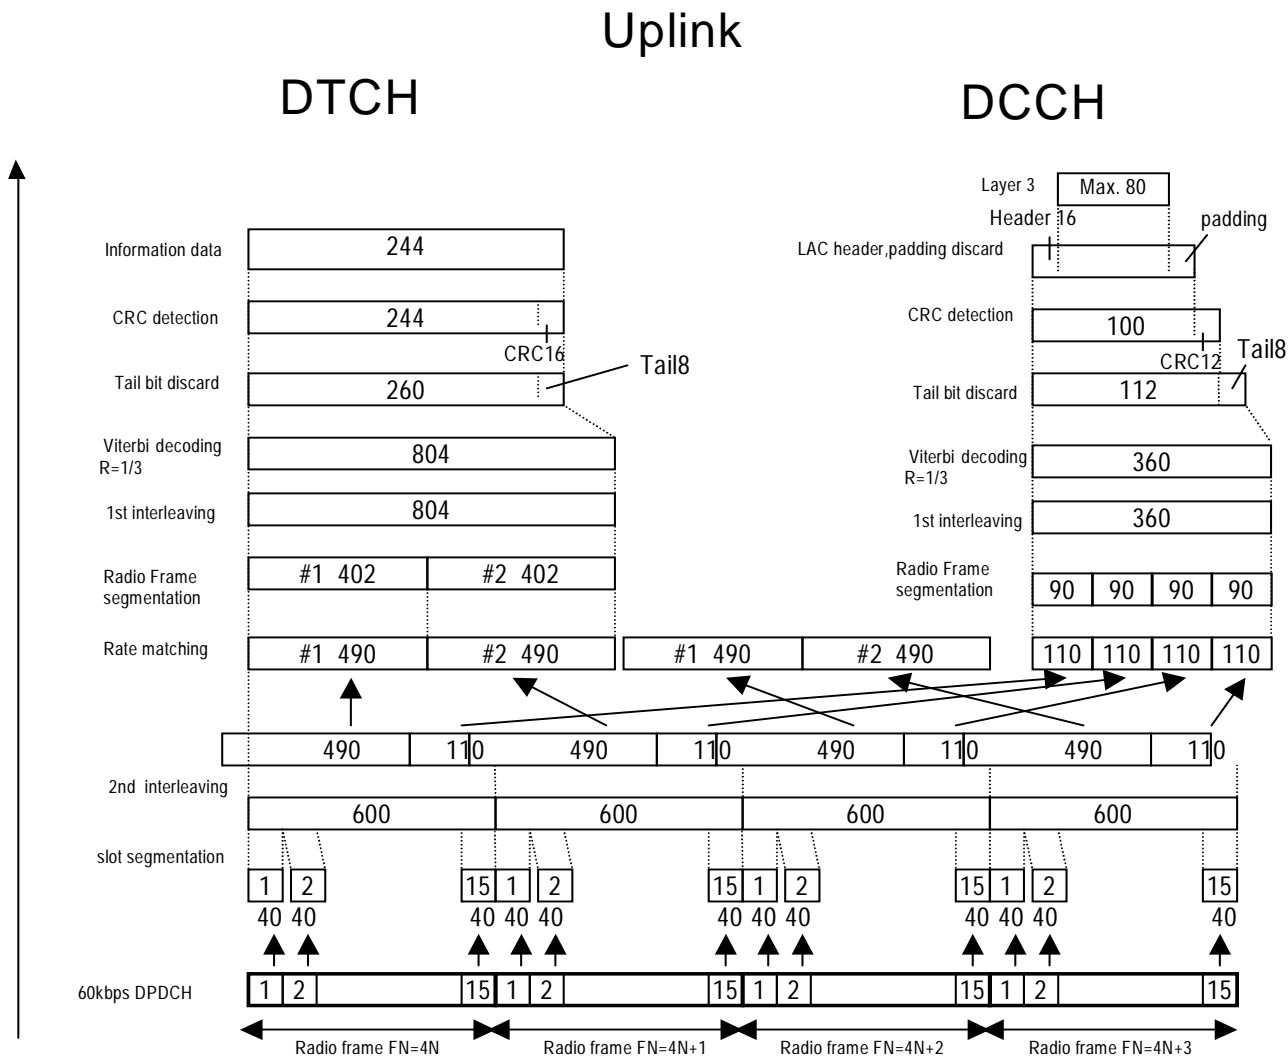 Uplink
DTCH
DCCH
Layer 3
Max. 80
Header 16
padding
Information data
244
LAC header,padding discard
CRC detection
244
CRC16
CRC detection
100
CRC12
Tail8
Tail8
Tail bit discard
260
Tail bit discard
112
Viterbi decoding
R=1/3
804
Viterbi decoding
R=1/3
360
1st interleaving
804
1st interleaving
360
Radio Frame
segmentation
#1 402
#2 402
Radio Frame
segmentation
90 90 90 90
Rate matching
#1 490
#2 490
#1 490
#2 490
110 110 110 110
490 110 490 110 490 110 490 110
2nd interleaving
600 600 600 600
slot segmentation
1 2 15 1 2 15 1 2 15 1 2 15
40 40 40 40 40 40 40 40 40 40 40 40
60kbps DPDCH
1 2 15 1 2 15 1 2 15 1 2 15
Radio frame FN=4N
Radio frame FN=4N+1
Radio frame FN=4N+2
Radio frame FN=4N+3